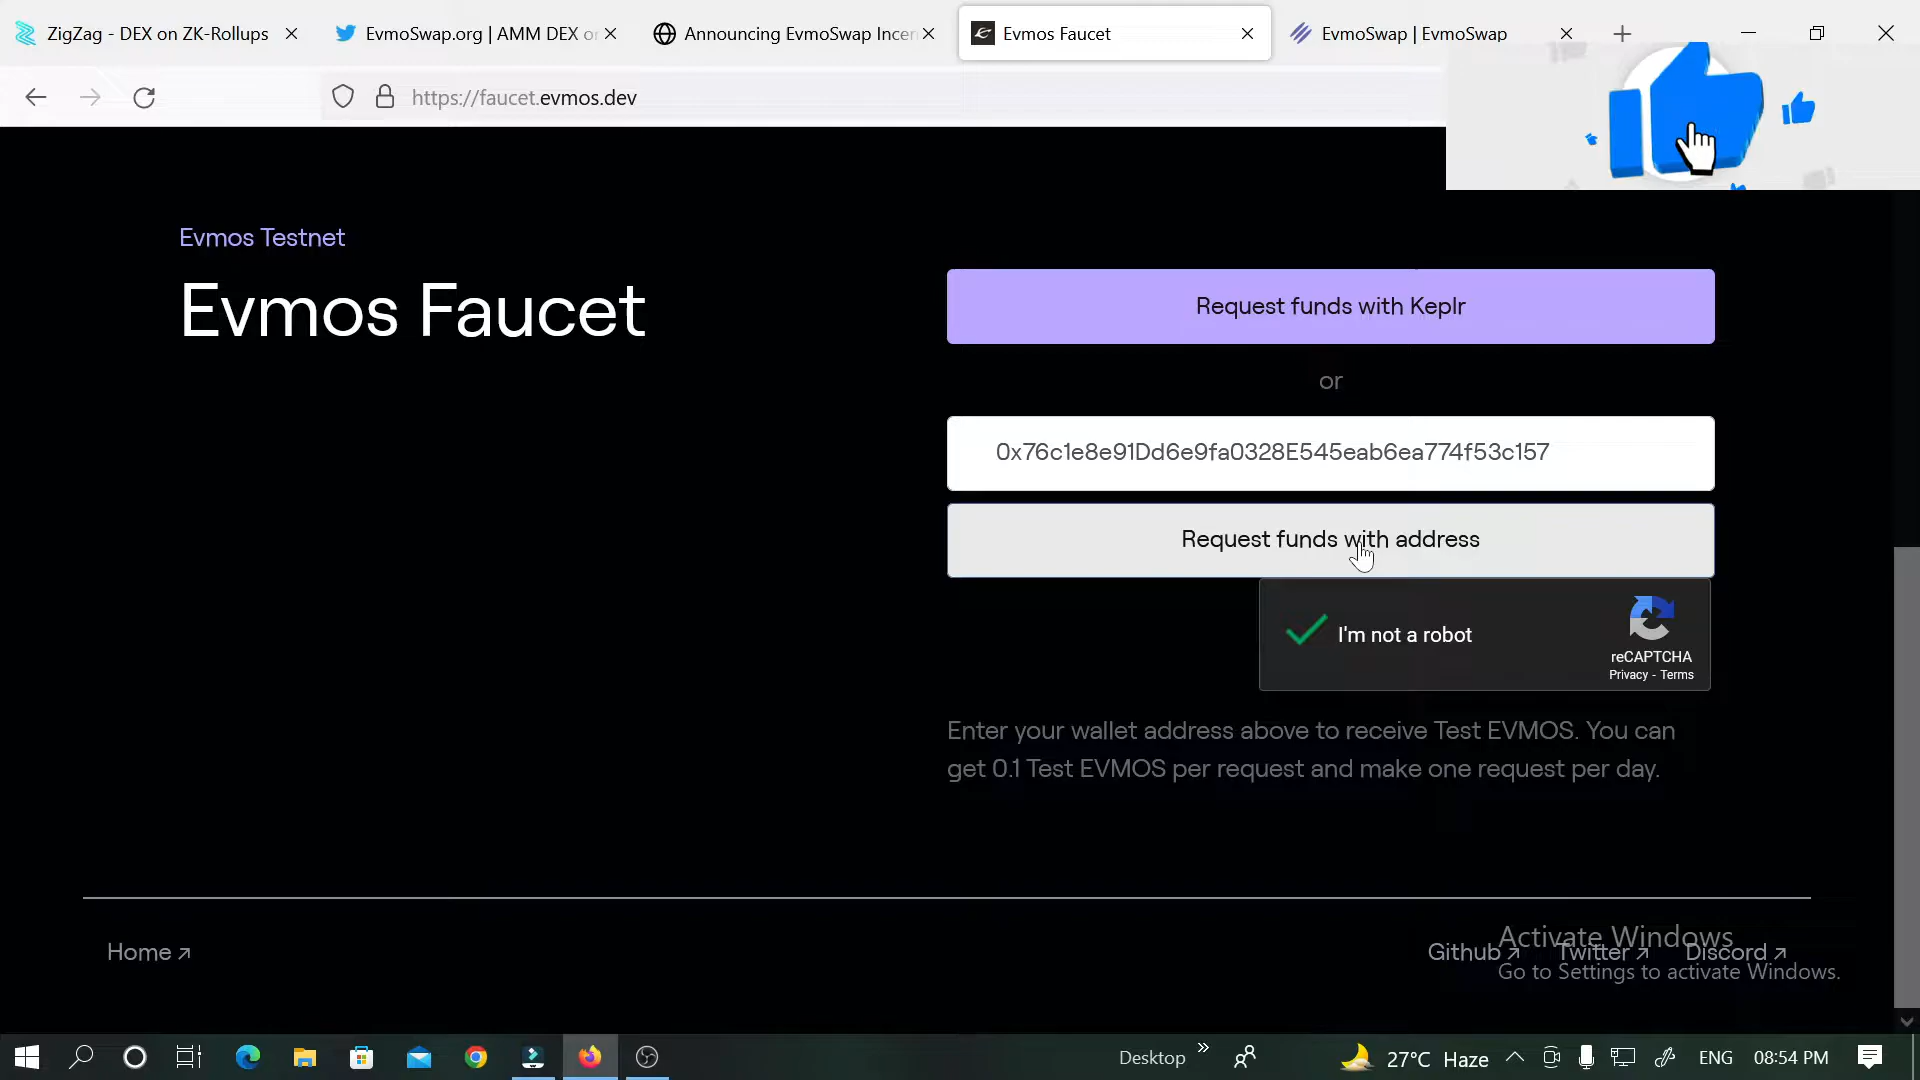 ZigZag - DEX on ZK-Rollups
EvmoSwap.org | AMM DEX o
Announcing EvmoSwap Incen
Evmos Faucet
EvmoSwap | EvmoSwap
https://faucet.evmos.dev
Evmos Testnet
Evmos Faucet
Request funds with Keplr
or
0x76c1e8e91Dd6e9fa0328E545eab6ea774f53c157
Request funds with address
I'm not a robot
reCAPTCHA
Privacy - Terms
Enter your wallet address above to receive Test EVMOS. You can
get 0.1 Test EVMOS per request and make one request per day.
Home ↗
Github ↗ Twitter ↗ Discord ↗
Activate Windows
Go to Settings to activate Windows.
Desktop
27°C Haze
ENG
08:54 PM